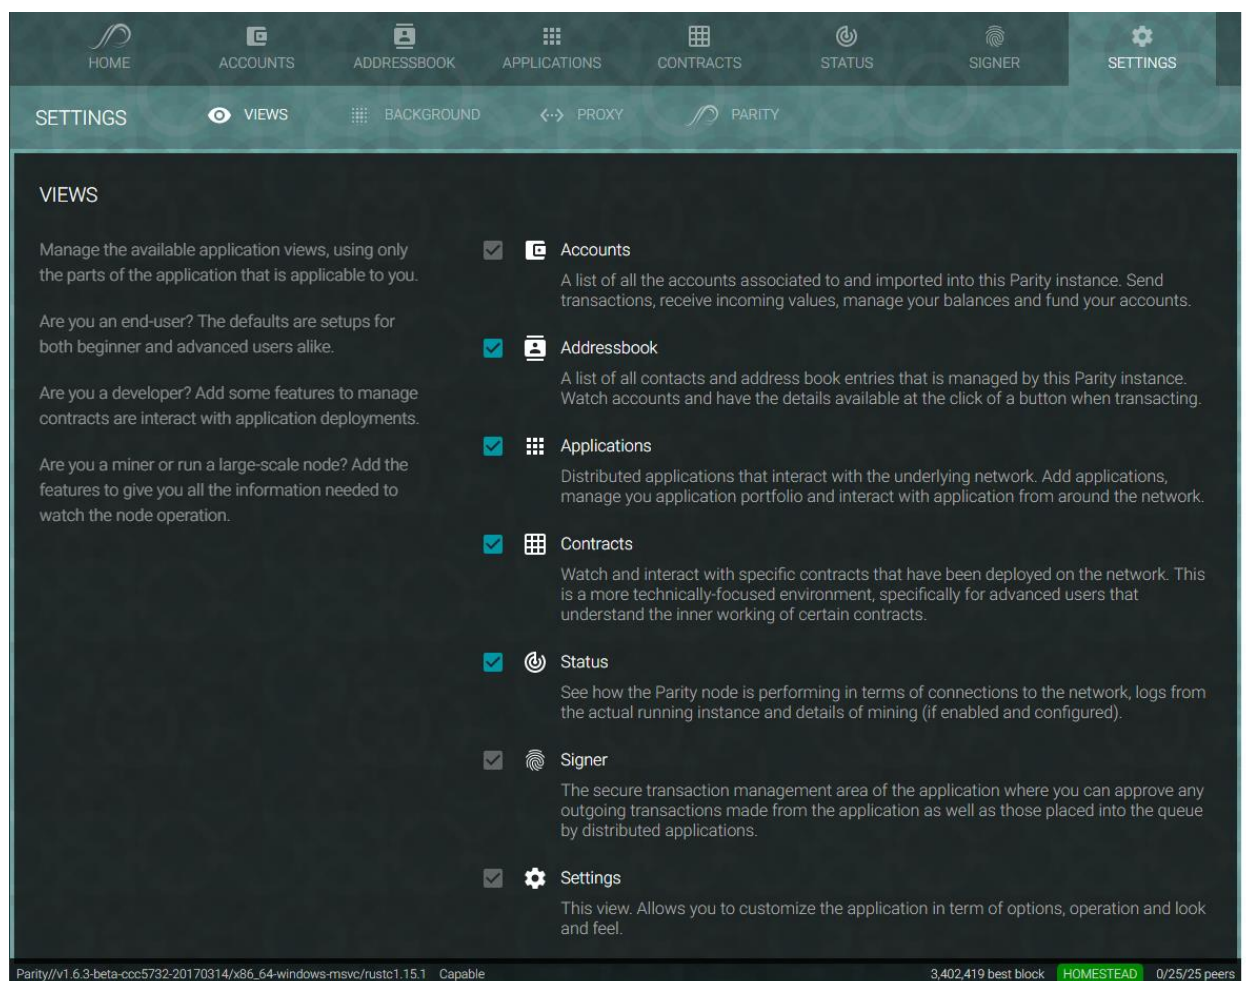 HOME ACCOUNTS ADDRESSBOOK APPLICATIONS CONTRACTS STATUS SIGNER SETTINGS
SETTINGS VIEWS BACKGROUND PROXY PARITY
VIEWS
Manage the available application views, using only
the parts of the application that is applicable to you.
Are you an end-user? The defaults are setups for
both beginner and advanced users alike.
Are you a developer? Add some features to manage
contracts are interact with application deployments.
Are you a miner or run a large-scale node? Add the
features to give you all the information needed to
watch the node operation.
Accounts
A list of all the accounts associated to and imported into this Parity instance. Send
transactions, receive incoming values, manage your balances and fund your accounts.
Addressbook
A list of all contacts and address book entries that is managed by this Parity instance.
Watch accounts and have the details available at the click of a button when transacting.
Applications
Distributed applications that interact with the underlying network. Add applications,
manage you application portfolio and interact with application from around the network.
Contracts
Watch and interact with specific contracts that have been deployed on the network. This
is a more technically-focused environment, specifically for advanced users that
understand the inner working of certain contracts.
Status
See how the Parity node is performing in terms of connections to the network, logs from
the actual running instance and details of mining (if enabled and configured).
Signer
The secure transaction management area of the application where you can approve any
outgoing transactions made from the application as well as those placed into the queue
by distributed applications.
Settings
This view. Allows you to customize the application in term of options, operation and look
and feel.
Parity//v1.6.3-beta-ccc5732-20170314/x86_64-windows-msvc/rustc1.15.1 Capable 3,402,419 best block HOMESTEAD 0/25/25 peers